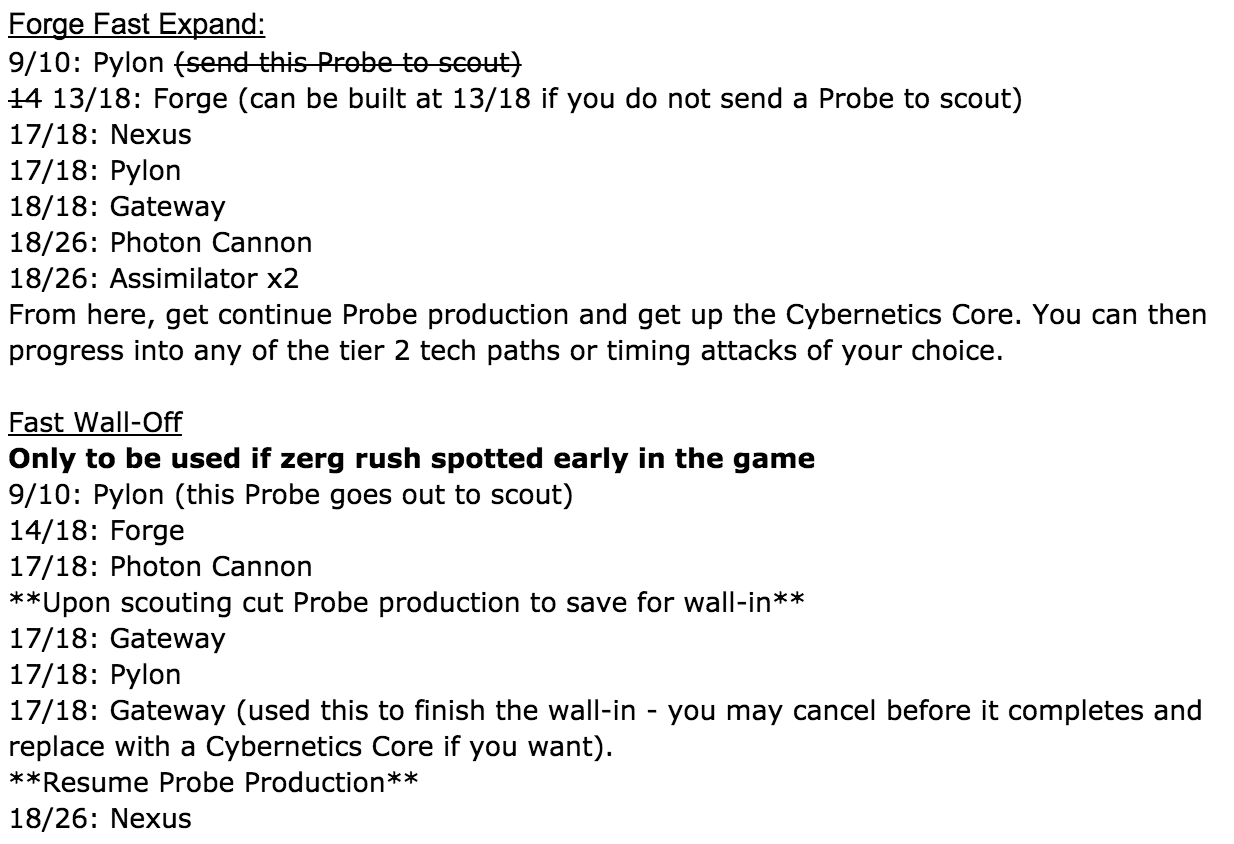 Forge Fast Expand:
9/10: Pylon (send this Probe to scout)
14 13/18: Forge (can be built at 13/18 if you do not send a Probe to scout)
17/18: Nexus
17/18: Pylon
18/18: Gateway
18/26: Photon Cannon
18/26: Assimilator x2
From here, get continue Probe production and get up the Cybernetics Core. You can then
progress into any of the tier 2 tech paths or timing attacks of your choice.
Fast Wall-Off
Only to be used if zerg rush spotted early in the game
9/10: Pylon (this Probe goes out to scout)
14/18: Forge
17/18: Photon Cannon
**Upon scouting cut Probe production to save for wall-in**
17/18: Gateway
17/18: Pylon
17/18: Gateway (used this to finish the wall-in - you may cancel before it completes and
replace with a Cybernetics Core if you want).
**Resume Probe Production**
18/26: Nexus